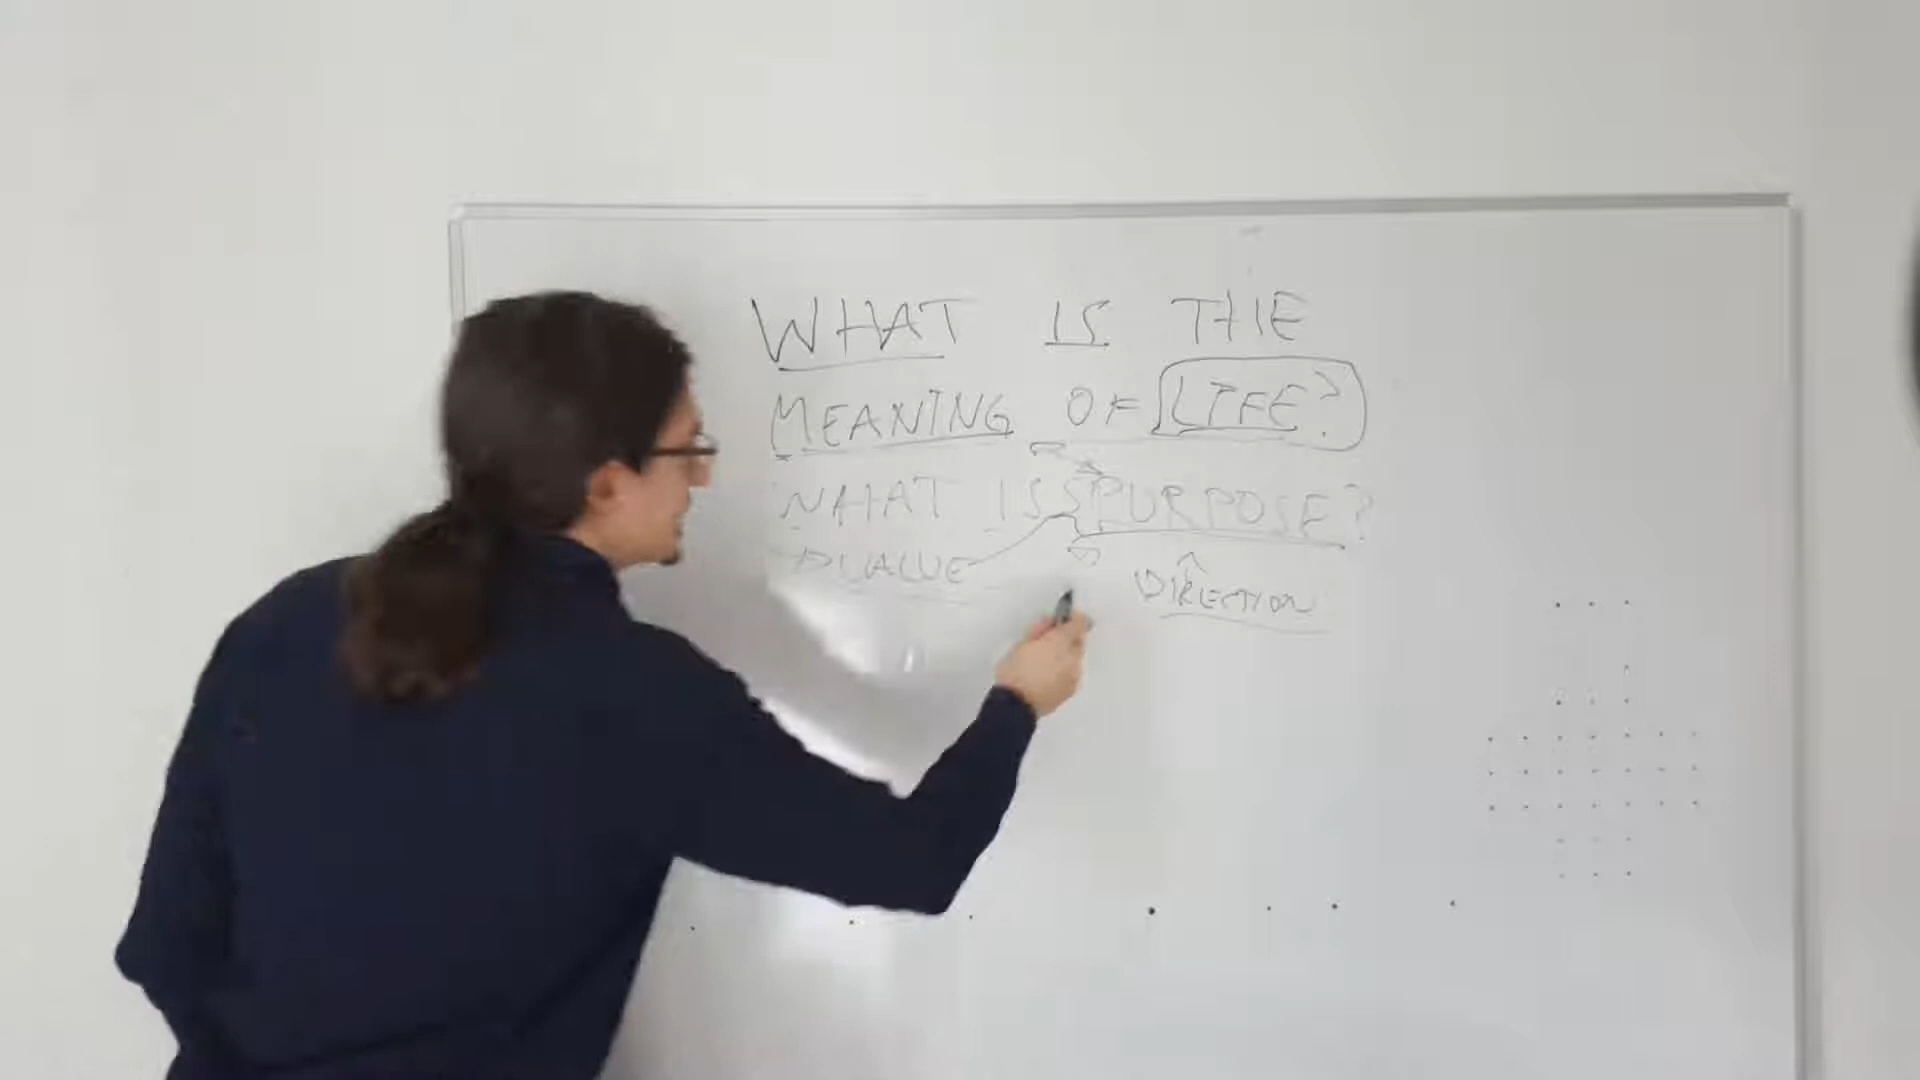 WHAT IS THE
MEANING OF LIFE?
WHAT IS PURPOSE?
VALUE
DIRECTION